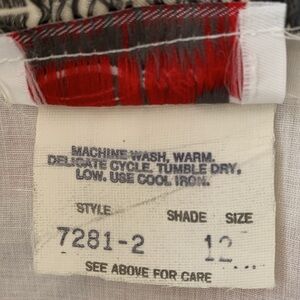 MACHINE WASH, WARM.
DELICATE CYCLE. TUMBLE DRY,
LOW. USE COOL IRON.
STYLE SHADE SIZE
7281-2 12
SEE ABOVE FOR CARE